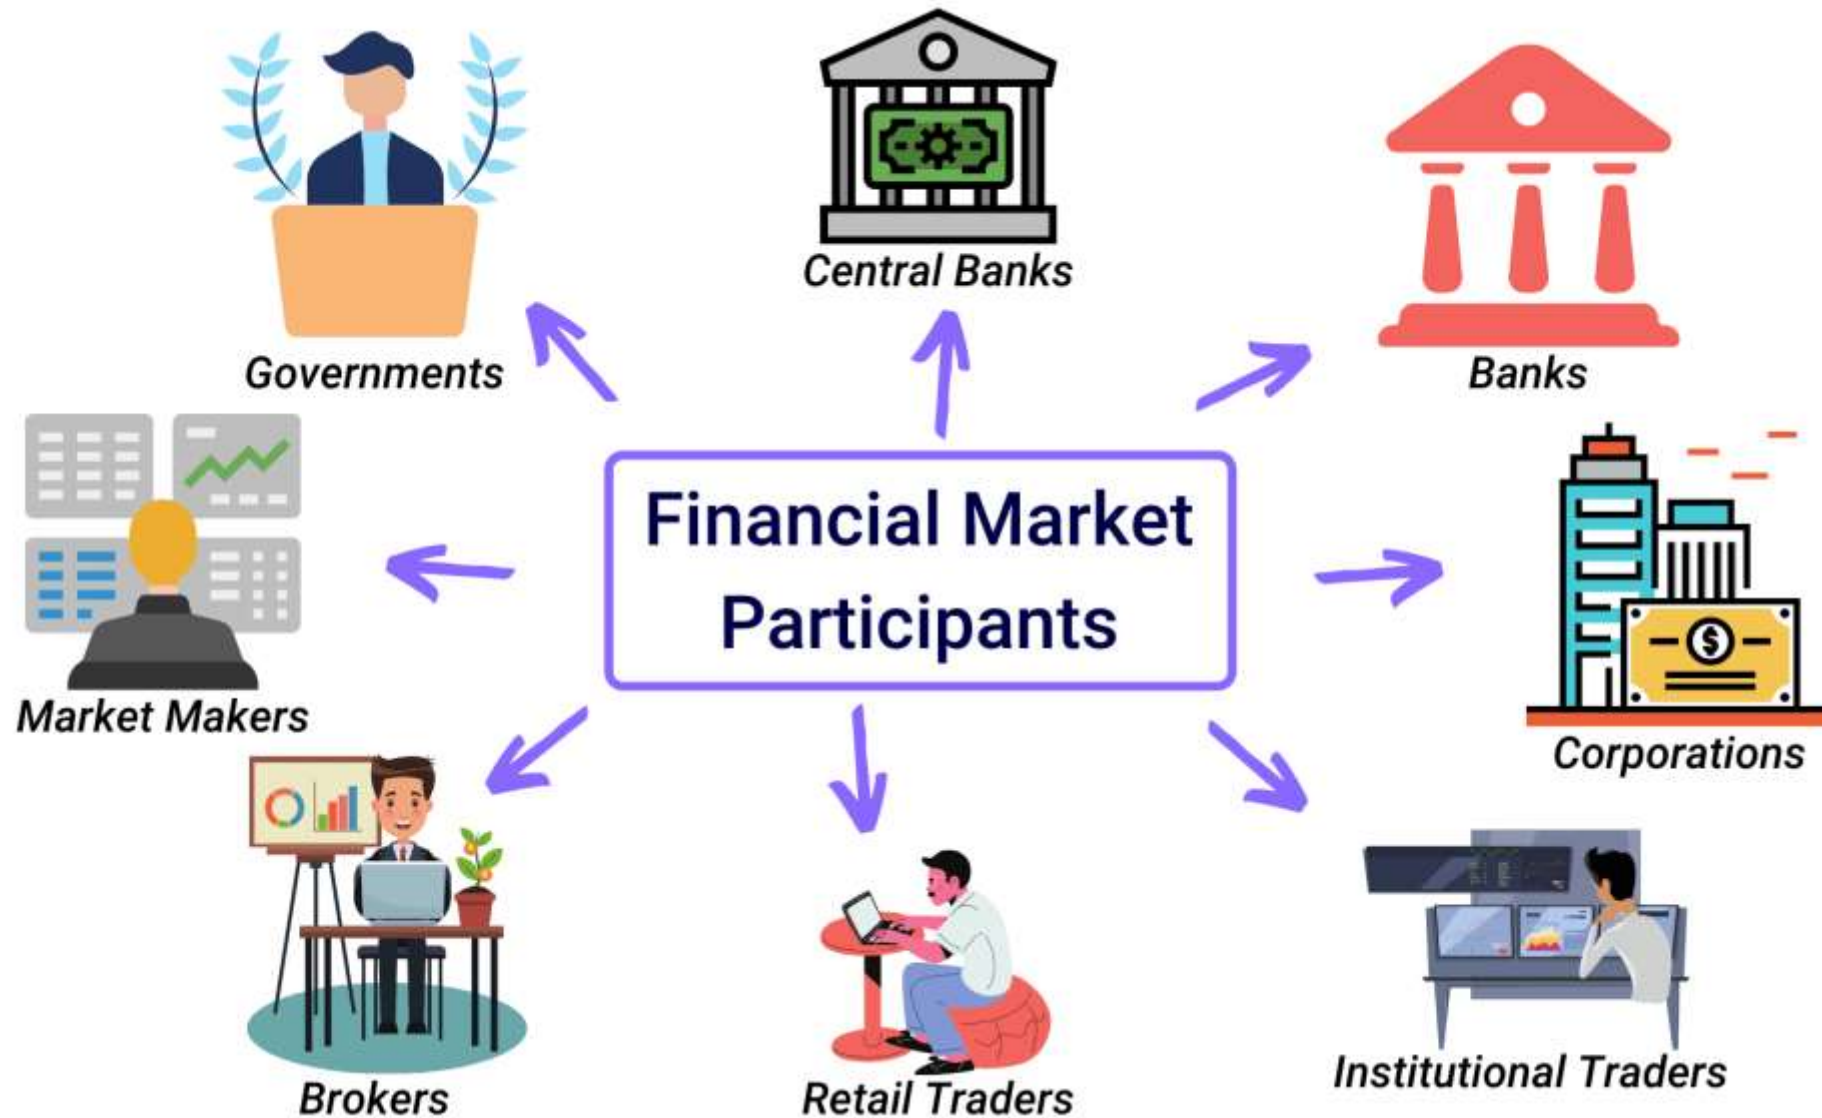 Central Banks
Governments
Banks
Financial Market
Participants
Market Makers
Corporations
Brokers
Retail Traders
Institutional Traders